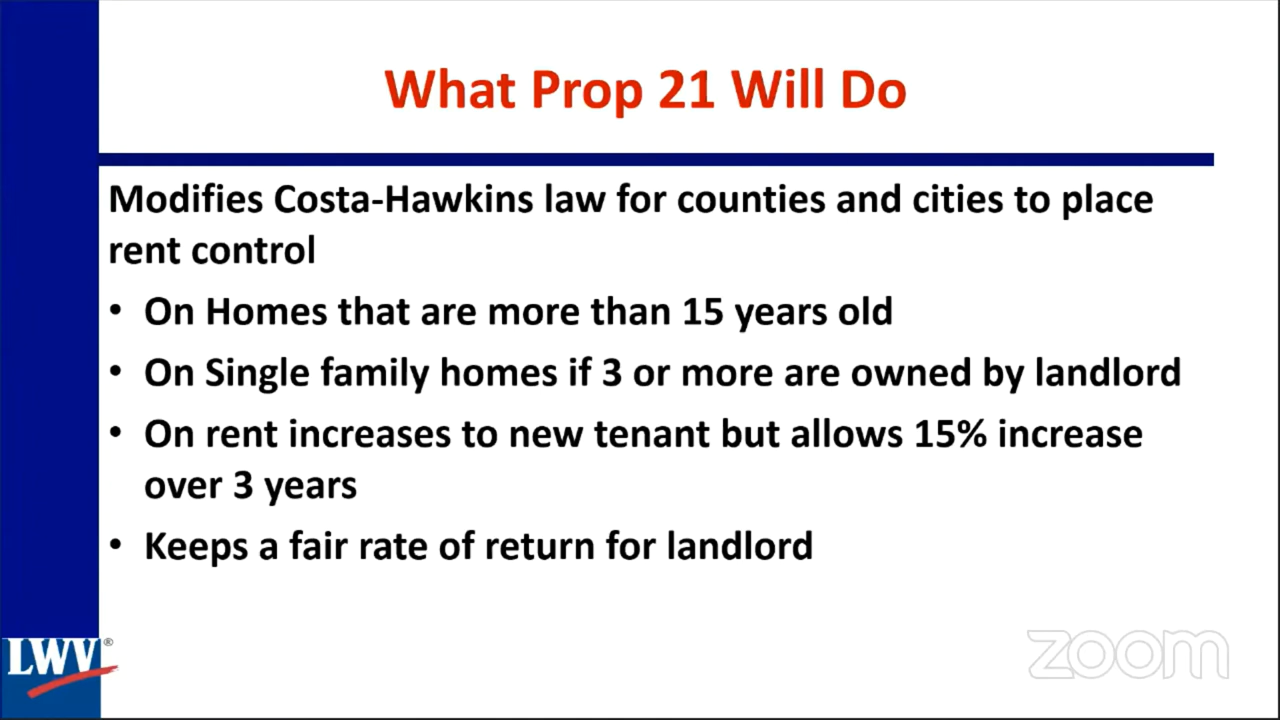 What Prop 21 Will Do
Modifies Costa-Hawkins law for counties and cities to place
rent control
• On Homes that are more than 15 years old
• On Single family homes if 3 or more are owned by landlord
• On rent increases to new tenant but allows 15% increase
over 3 years
• Keeps a fair rate of return for landlord
LWV®
zoom